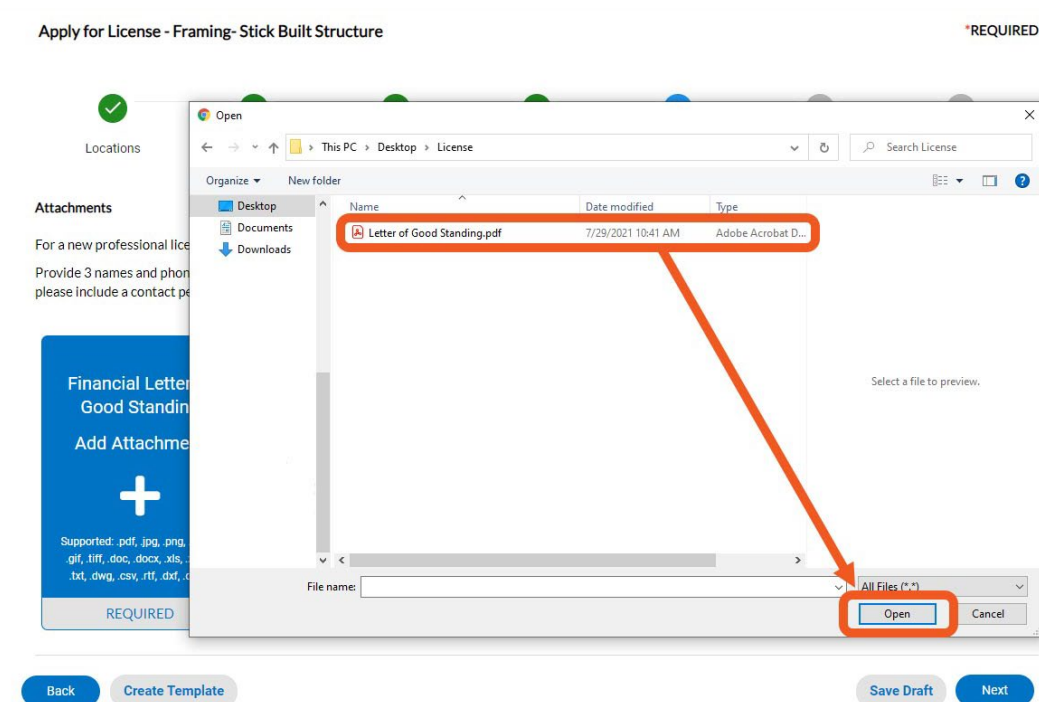 Apply for License - Framing- Stick Built Structure
*REQUIRED
Open
Locations
This PC > Desktop > License
Search License
Organize
New folder
Attachments
Desktop
Name
Date modified
Type
Documents
Letter of Good Standing.pdf
7/29/2021 10:41 AM
Adobe Acrobat D...
Downloads
For a new professional lice
Provide 3 names and phon
please include a contact pe
Financial Letter
Good Standin
Add Attachme
Select a file to preview.
Supported: .pdf, .jpg, .png,
.gif, .tiff, .doc, .docx, .xls, .
.txt, .dwg, .csv, .rtf, .dxf, .c
REQUIRED
File name:
All Files (*.*)
Open
Cancel
Back
Create Template
Save Draft
Next